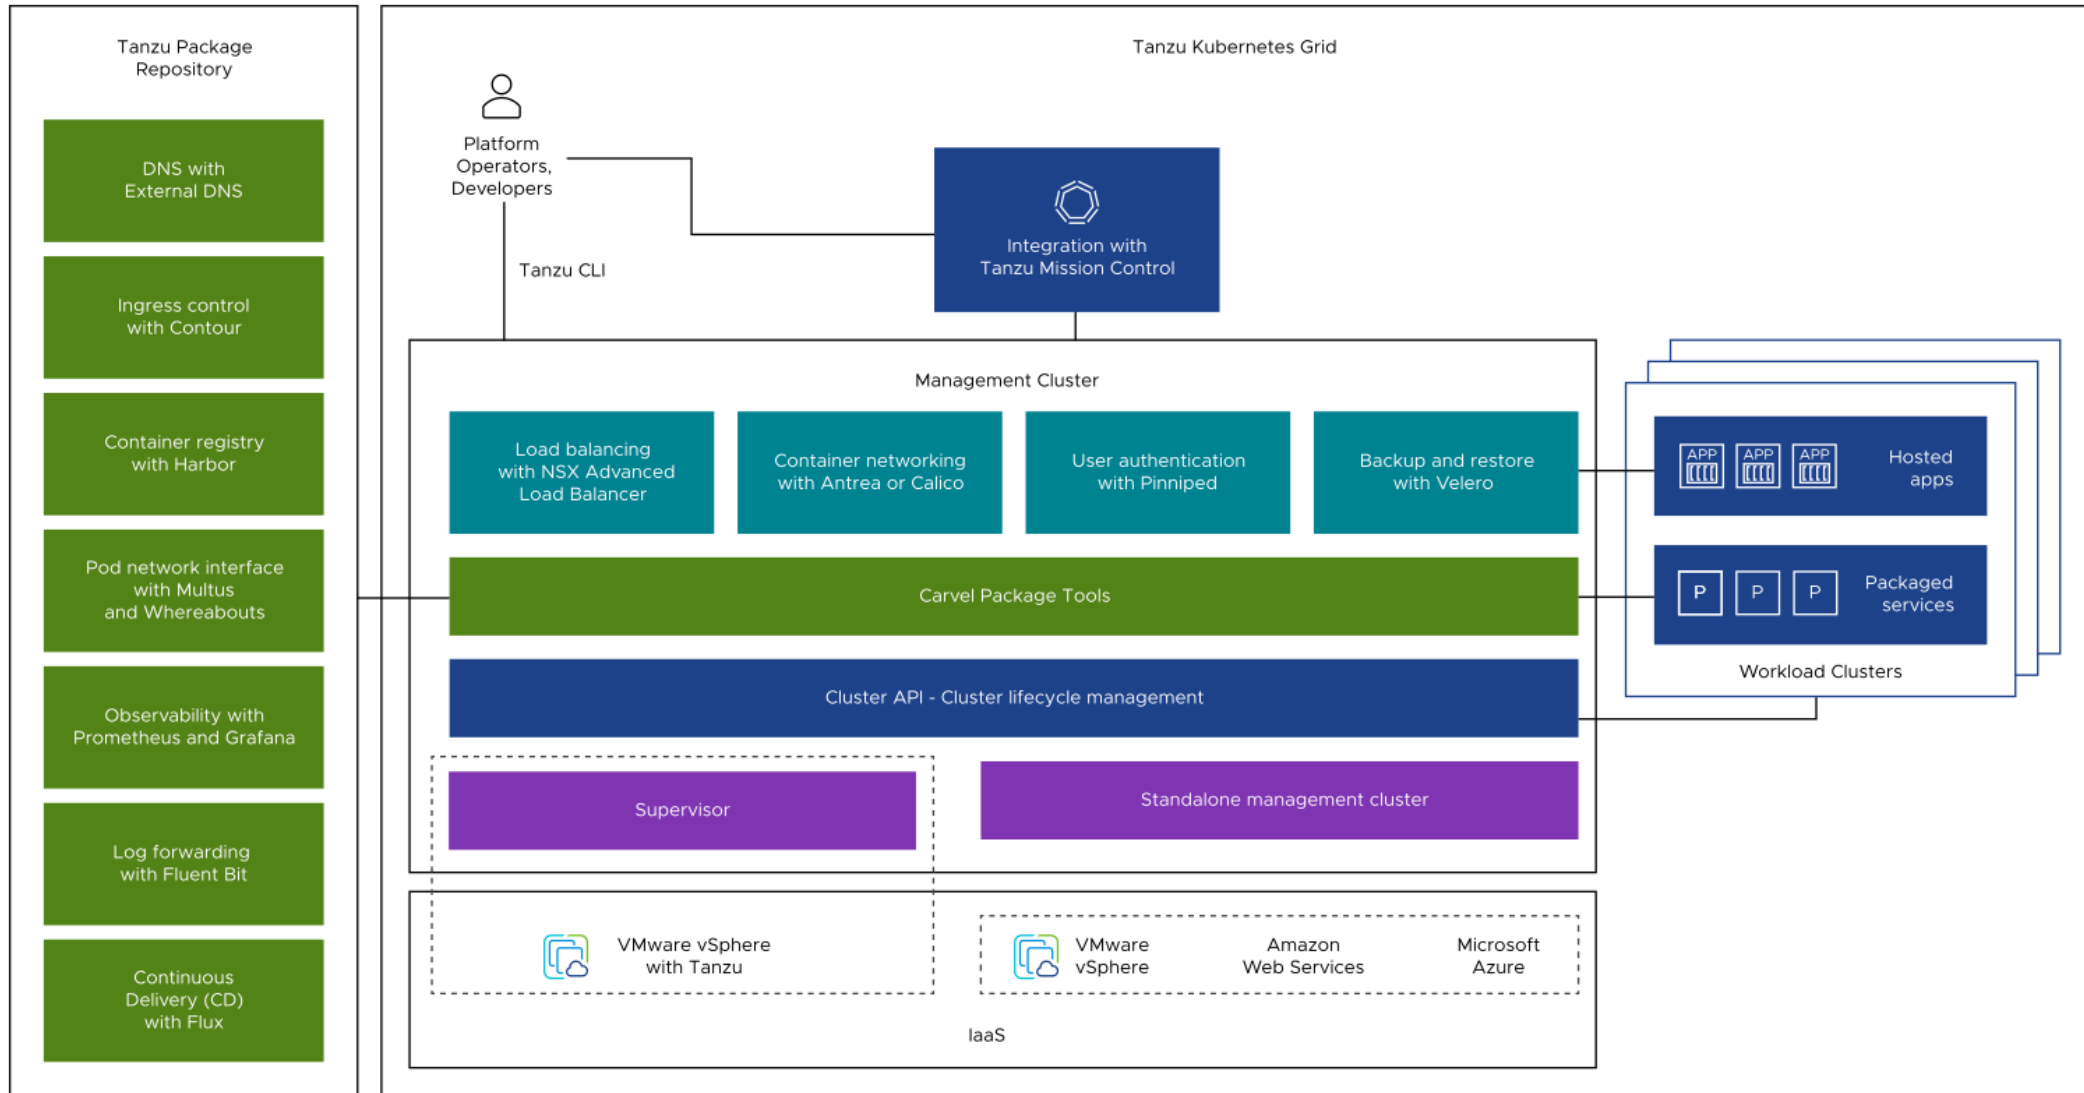 Tanzu Package
Repository
DNS with
External DNS
Ingress control
with Contour
Container registry
with Harbor
Pod network interface
with Multus
and Whereabouts
Observability with
Prometheus and Grafana
Log forwarding
with Fluent Bit
Continuous
Delivery (CD)
with Flux
Tanzu Kubernetes Grid
Platform
Operators,
Developers
Tanzu CLI
Integration with
Tanzu Mission Control
Management Cluster
Load balancing
with NSX Advanced
Load Balancer
Container networking
with Antrea or Calico
User authentication
with Pinniped
Backup and restore
with Velero
Carvel Package Tools
Cluster API - Cluster lifecycle management
Supervisor
Standalone management cluster
VMware vSphere
with Tanzu
VMware
vSphere
Amazon
Web Services
Microsoft
Azure
IaaS
APP APP APP
Hosted
apps
P P P
Packaged
services
Workload Clusters